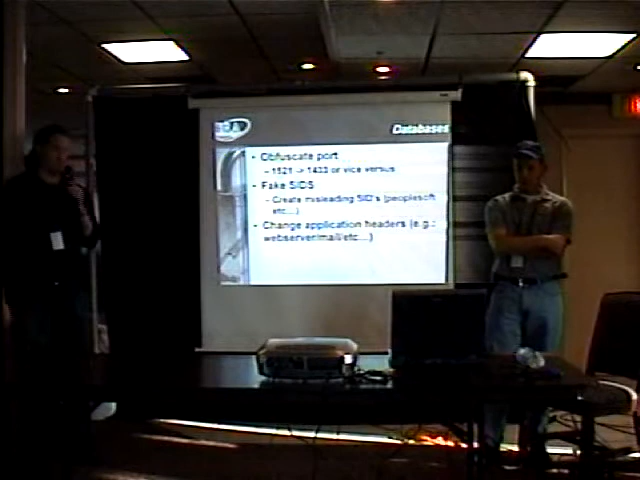 Databases
• Obfuscate port
– 1521 -> 1433 or vice versus
• Fake SIDS
– Create misleading SID's (peoplesoft
etc...)
• Change application headers (e.g.:
webserver/mail/etc...)